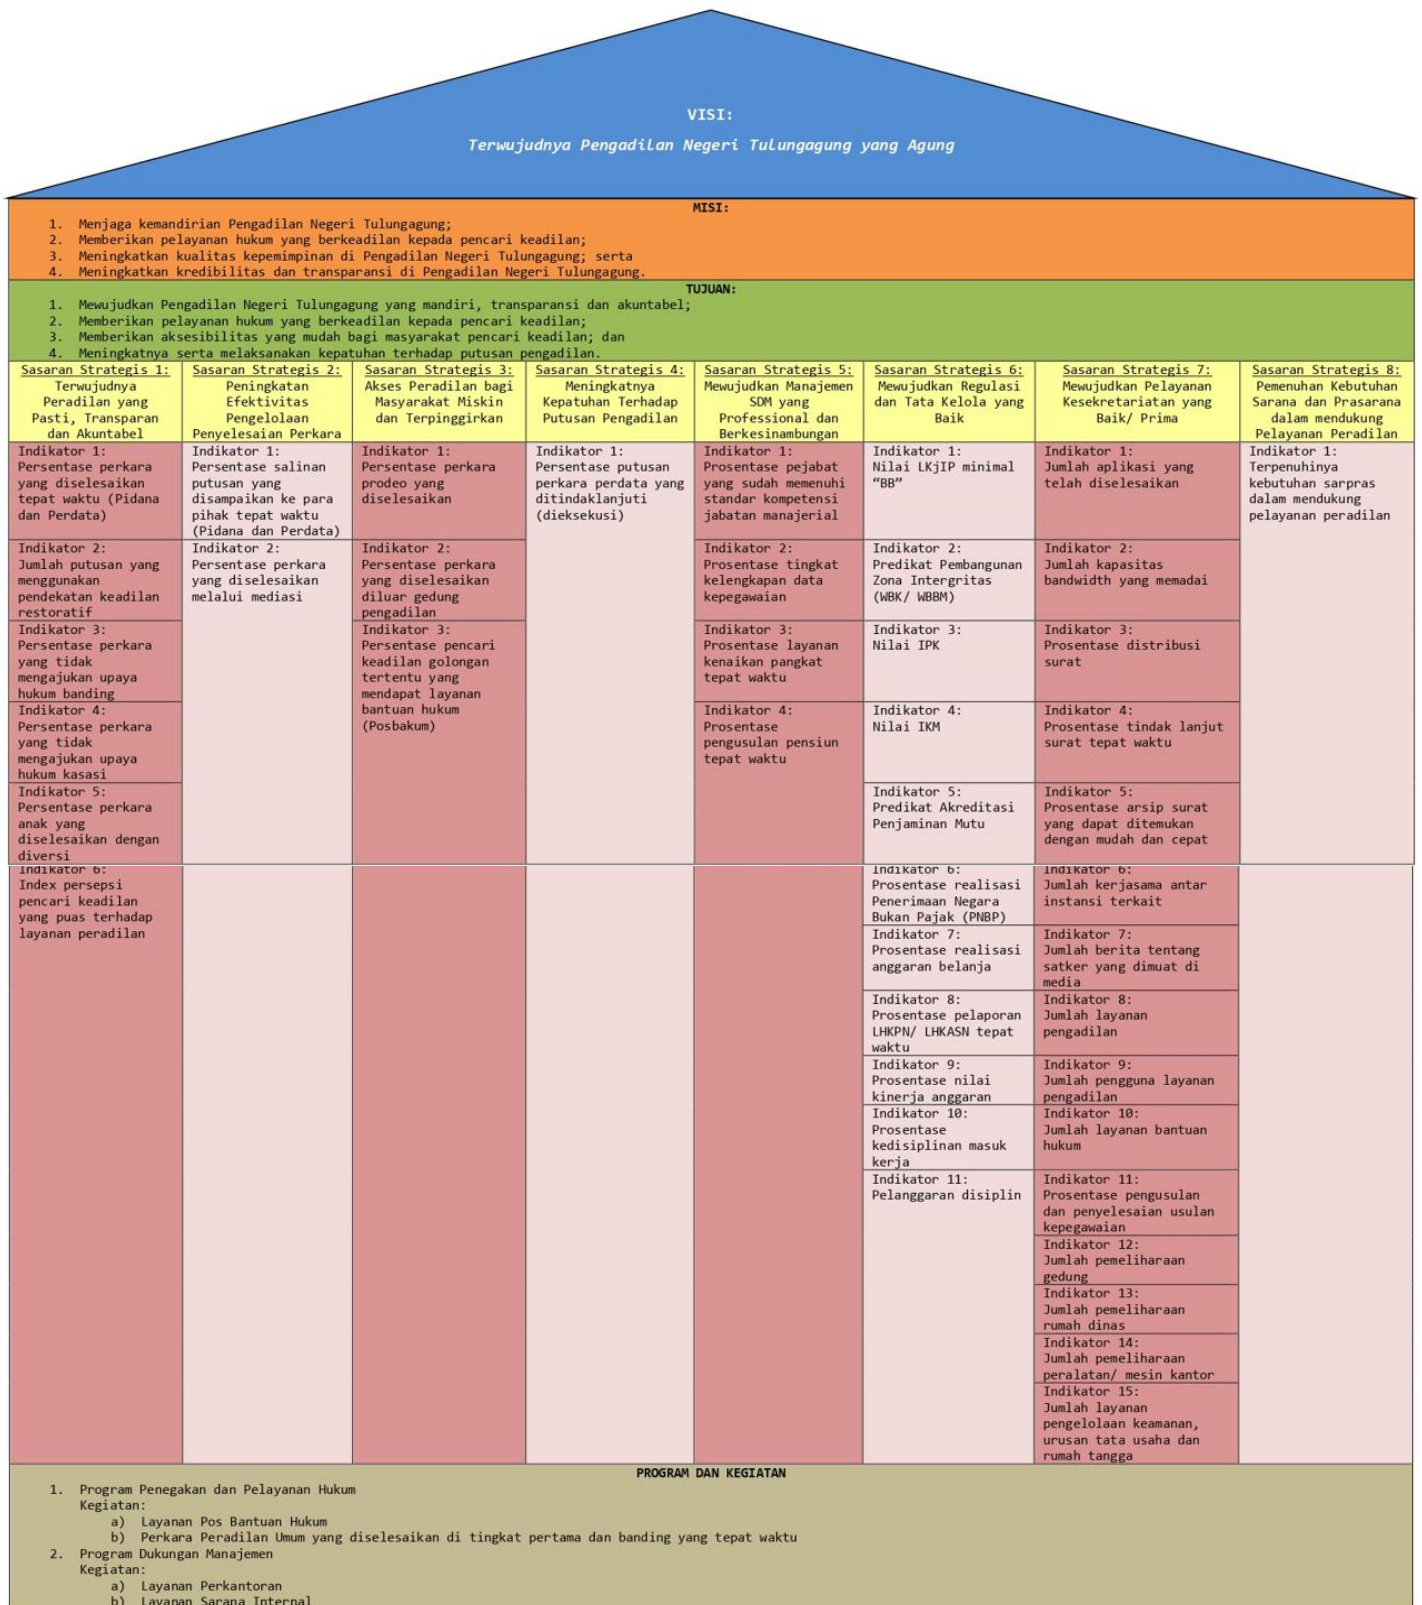 VISI:
Terwujudnya Pengadilan Negeri Tulungagung yang Agung
MISI:
1. Menjaga kemandirian Pengadilan Negeri Tulungagung;
2. Memberikan pelayanan hukum yang berkeadilan kepada pencari keadilan;
3. Meningkatkan kualitas kepemimpinan di Pengadilan Negeri Tulungagung; serta
4. Meningkatkan kredibilitas dan transparansi di Pengadilan Negeri Tulungagung.
TUJUAN:
1. Mewujudkan Pengadilan Negeri Tulungagung yang mandiri, transparansi dan akuntabel;
2. Memberikan pelayanan hukum yang berkeadilan kepada pencari keadilan;
3. Memberikan aksesibilitas yang mudah bagi masyarakat pencari keadilan; dan
4. Meningkatnya serta melaksanakan kepatuhan terhadap putusan pengadilan.
Sasaran Strategis 1:
Terwujudnya
Peradilan yang
Pasti, Transparan
dan Akuntabel
Indikator 1:
Persentase perkara
yang diselesaikan
tepat waktu (Pidana
dan Perdata)
Indikator 2:
Jumlah putusan yang
menggunakan
pendekatan keadilan
restoratif
Indikator 3:
Persentase perkara
yang tidak
mengajukan upaya
hukum banding
Indikator 4:
Persentase perkara
yang tidak
mengajukan upaya
hukum kasasi
Indikator 5:
Persentase perkara
anak yang
diselesaikan dengan
diversi
Indikator 6:
Index persepsi
pencari keadilan
yang puas terhadap
layanan peradilan
Sasaran Strategis 2:
Peningkatan
Efektivitas
Pengelolaan
Penyelesaian Perkara
Indikator 1:
Persentase salinan
putusan yang
disampaikan ke para
pihak tepat waktu
(Pidana dan Perdata)
Indikator 2:
Persentase perkara
yang diselesaikan
melalui mediasi
Sasaran Strategis 3:
Akses Peradilan bagi
Masyarakat Miskin
dan Terpinggirkan
Indikator 1:
Persentase perkara
prodeo yang
diselesaikan
Indikator 2:
Persentase perkara
yang diselesaikan
diluar gedung
pengadilan
Indikator 3:
Persentase pencari
keadilan golongan
tertentu yang
mendapat layanan
bantuan hukum
(Posbakum)
Sasaran Strategis 4:
Meningkatnya
Kepatuhan Terhadap
Putusan Pengadilan
Indikator 1:
Persentase putusan
perkara perdata yang
ditindaklanjuti
(dieksekusi)
Sasaran Strategis 5:
Mewujudkan Manajemen
SDM yang
Professional dan
Berkesinambungan
Indikator 1:
Prosentase pejabat
yang sudah memenuhi
standar kompetensi
jabatan manajerial
Indikator 2:
Prosentase tingkat
kelengkapan data
kepegawaian
Indikator 3:
Prosentase layanan
kenaikan pangkat
tepat waktu
Indikator 4:
Prosentase
pengusulan pensiun
tepat waktu
Sasaran Strategis 6:
Mewujudkan Regulasi
dan Tata Kelola yang
Baik
Indikator 1:
Nilai LKjIP minimal
“BB”
Indikator 2:
Predikat Pembangunan
Zona Intergritas
(WBK/ WBBM)
Indikator 3:
Nilai IPK
Indikator 4:
Nilai IKM
Indikator 5:
Predikat Akreditasi
Penjaminan Mutu
Indikator 6:
Prosentase realisasi
Penerimaan Negara
Bukan Pajak (PNBP)
Indikator 7:
Prosentase realisasi
anggaran belanja
Indikator 8:
Prosentase pelaporan
LHKPN/ LHKASN tepat
waktu
Indikator 9:
Prosentase nilai
kinerja anggaran
Indikator 10:
Prosentase
kedisiplinan masuk
kerja
Indikator 11:
Pelanggaran disiplin
Sasaran Strategis 7:
Mewujudkan Pelayanan
Kesekretariatan yang
Baik/ Prima
Indikator 1:
Jumlah aplikasi yang
telah diselesaikan
Indikator 2:
Jumlah kapasitas
bandwidth yang memadai
Indikator 3:
Prosentase distribusi
surat
Indikator 4:
Prosentase tindak lanjut
surat tepat waktu
Indikator 5:
Prosentase arsip surat
yang dapat ditemukan
dengan mudah dan cepat
Indikator 6:
Jumlah kerjasama antar
instansi terkait
Indikator 7:
Jumlah berita tentang
satker yang dimuat di
media
Indikator 8:
Jumlah layanan
pengadilan
Indikator 9:
Jumlah pengguna layanan
pengadilan
Indikator 10:
Jumlah layanan bantuan
hukum
Indikator 11:
Prosentase pengusulan
dan penyelesaian usulan
kepegawaian
Indikator 12:
Jumlah pemeliharaan
gedung
Indikator 13:
Jumlah pemeliharaan
rumah dinas
Indikator 14:
Jumlah pemeliharaan
peralatan/ mesin kantor
Indikator 15:
Jumlah layanan
pengelolaan keamanan,
urusan tata usaha dan
rumah tangga
Sasaran Strategis 8:
Pemenuhan Kebutuhan
Sarana dan Prasarana
dalam mendukung
Pelayanan Peradilan
Indikator 1:
Terpenuhinya
kebutuhan sarpras
dalam mendukung
pelayanan peradilan
PROGRAM DAN KEGIATAN
1. Program Penegakan dan Pelayanan Hukum
Kegiatan:
a) Layanan Pos Bantuan Hukum
b) Perkara Peradilan Umum yang diselesaikan di tingkat pertama dan banding yang tepat waktu
2. Program Dukungan Manajemen
Kegiatan:
a) Layanan Perkantoran
b) Layanan Sarana Internal